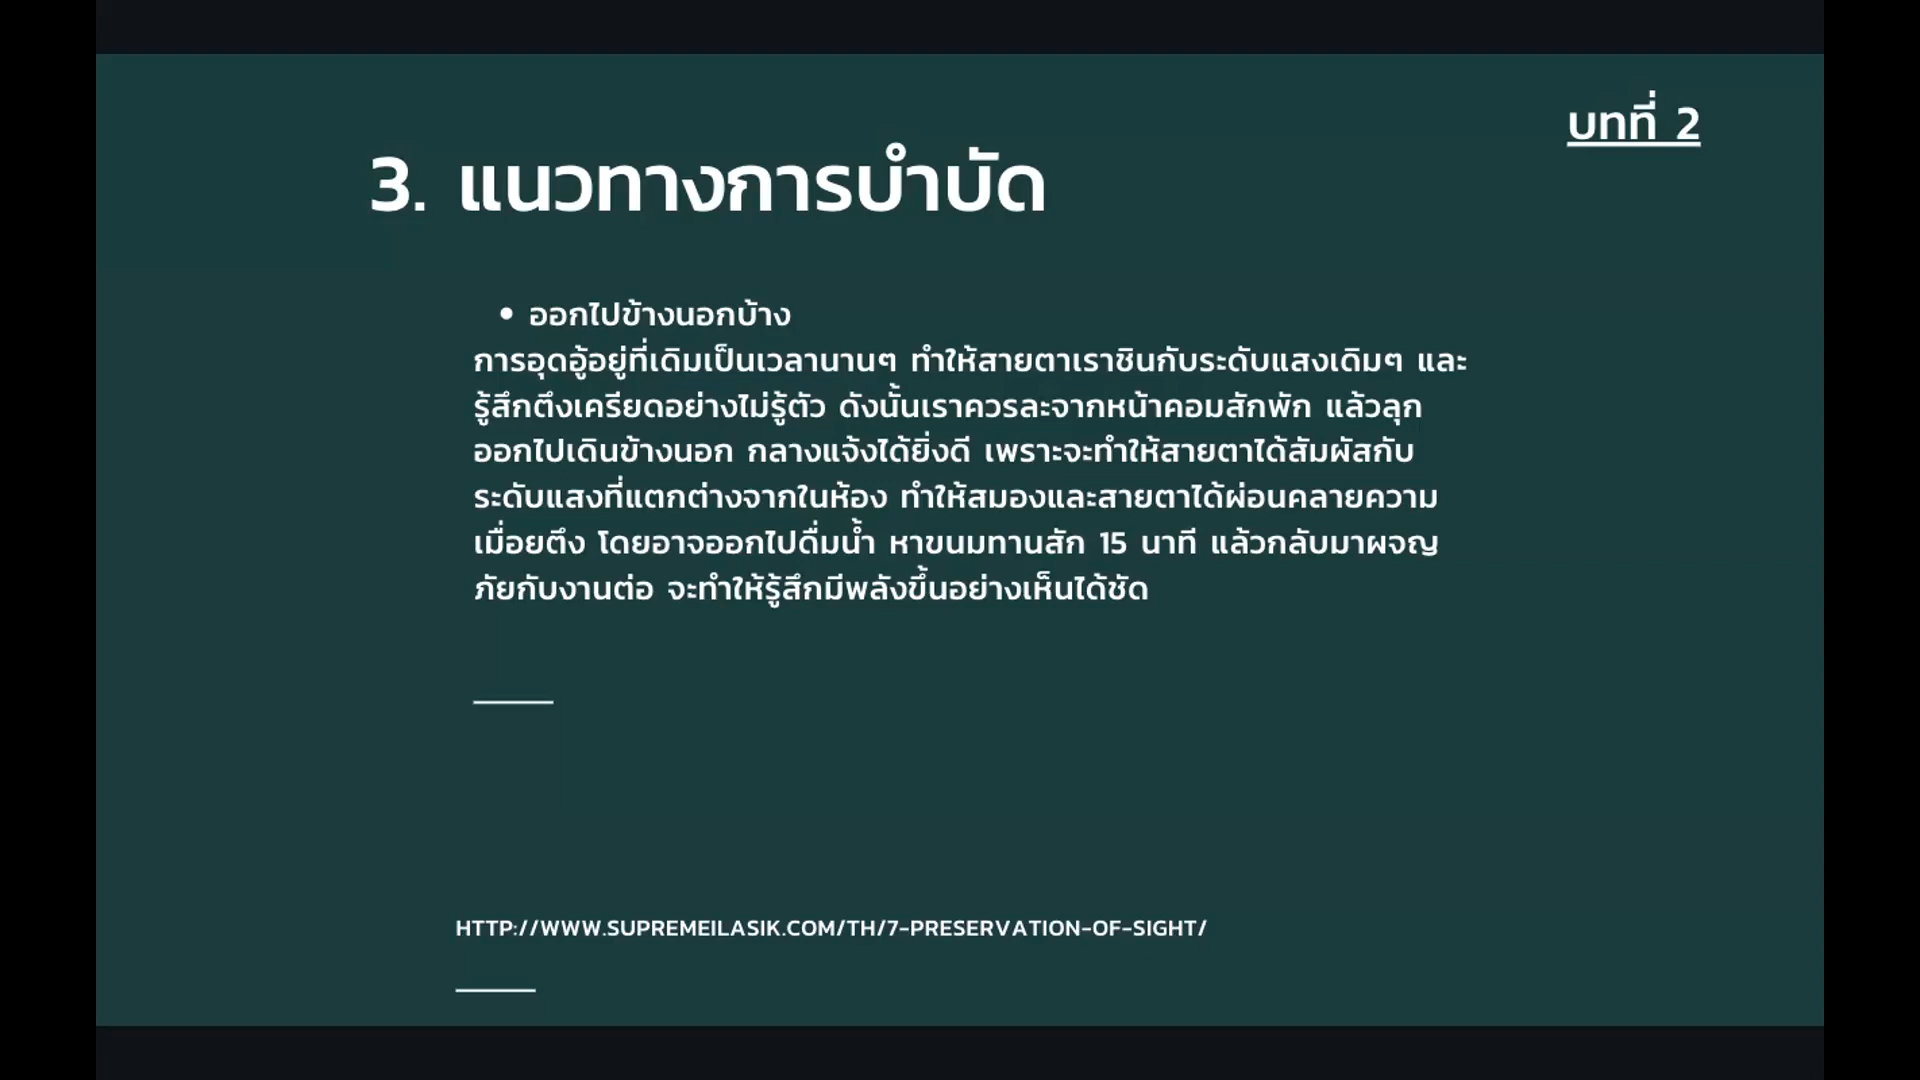 บทที่ 2
3. แนวทางการบำบัด
• ออกไปข้างนอกบ้าง
การอุดอู้อยู่ที่เดิมเป็นเวลานานๆ ทำให้สายตาเราชินกับระดับแสงเดิมๆ และ
รู้สึกตึงเครียดอย่างไม่รู้ตัว ดังนั้นเราควรละจากหน้าคอมสักพัก แล้วลุก
ออกไปเดินข้างนอก กลางแจ้งได้ยิ่งดี เพราะจะทำให้สายตาได้สัมผัสกับ
ระดับแสงที่แตกต่างจากในห้อง ทำให้สมองและสายตาได้ผ่อนคลายความ
เมื่อยตึง โดยอาจออกไปดื่มน้ำ หาขนมทานสัก 15 นาที แล้วกลับมาผจญ
ภัยกับงานต่อ จะทำให้รู้สึกมีพลังขึ้นอย่างเห็นได้ชัด
HTTP://WWW.SUPREMEILASIK.COM/TH/7-PRESERVATION-OF-SIGHT/